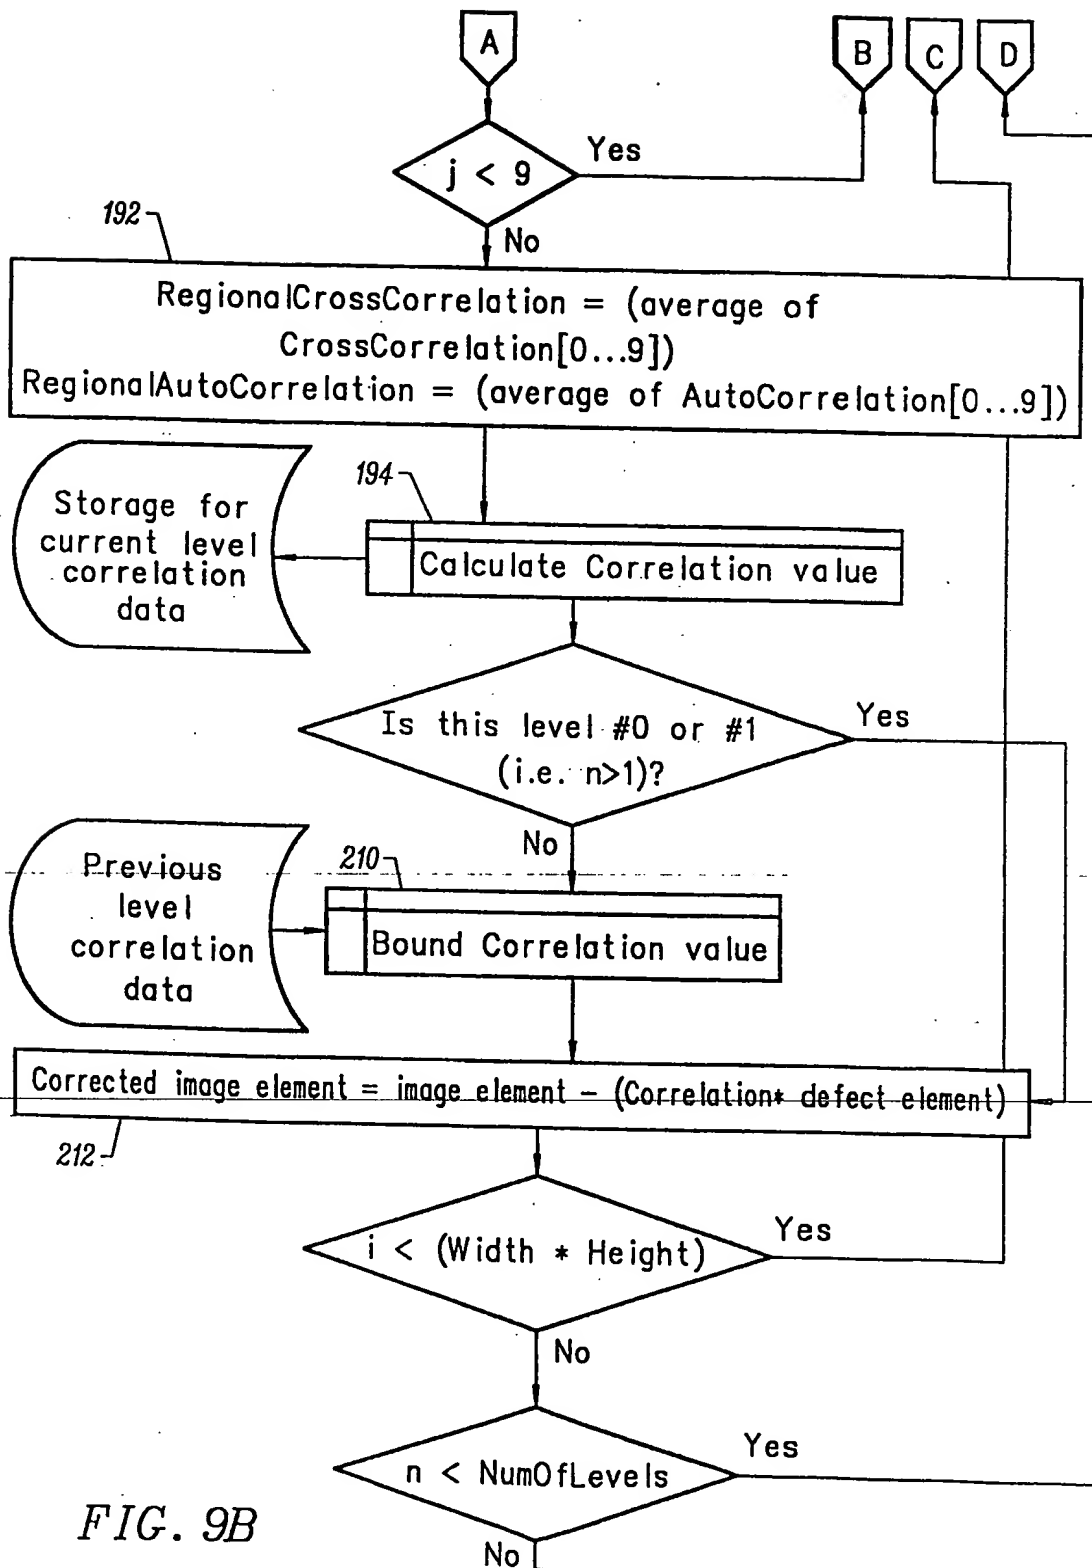 A
B
C
D
j < 9
Yes
No
192
RegionalCrossCorrelation = (average of
CrossCorrelation[0...9])
RegionalAutoCorrelation = (average of AutoCorrelation[0...9])
Storage for
current level
correlation
data
194
Calculate Correlation value
Is this level #0 or #1
(i.e. n>1)?
Yes
No
Previous
level
correlation
data
210
Bound Correlation value
Corrected image element = image element - (Correlation* defect element)
212
i < (Width * Height)
Yes
No
n < NumOfLevels
Yes
No
FIG. 9B